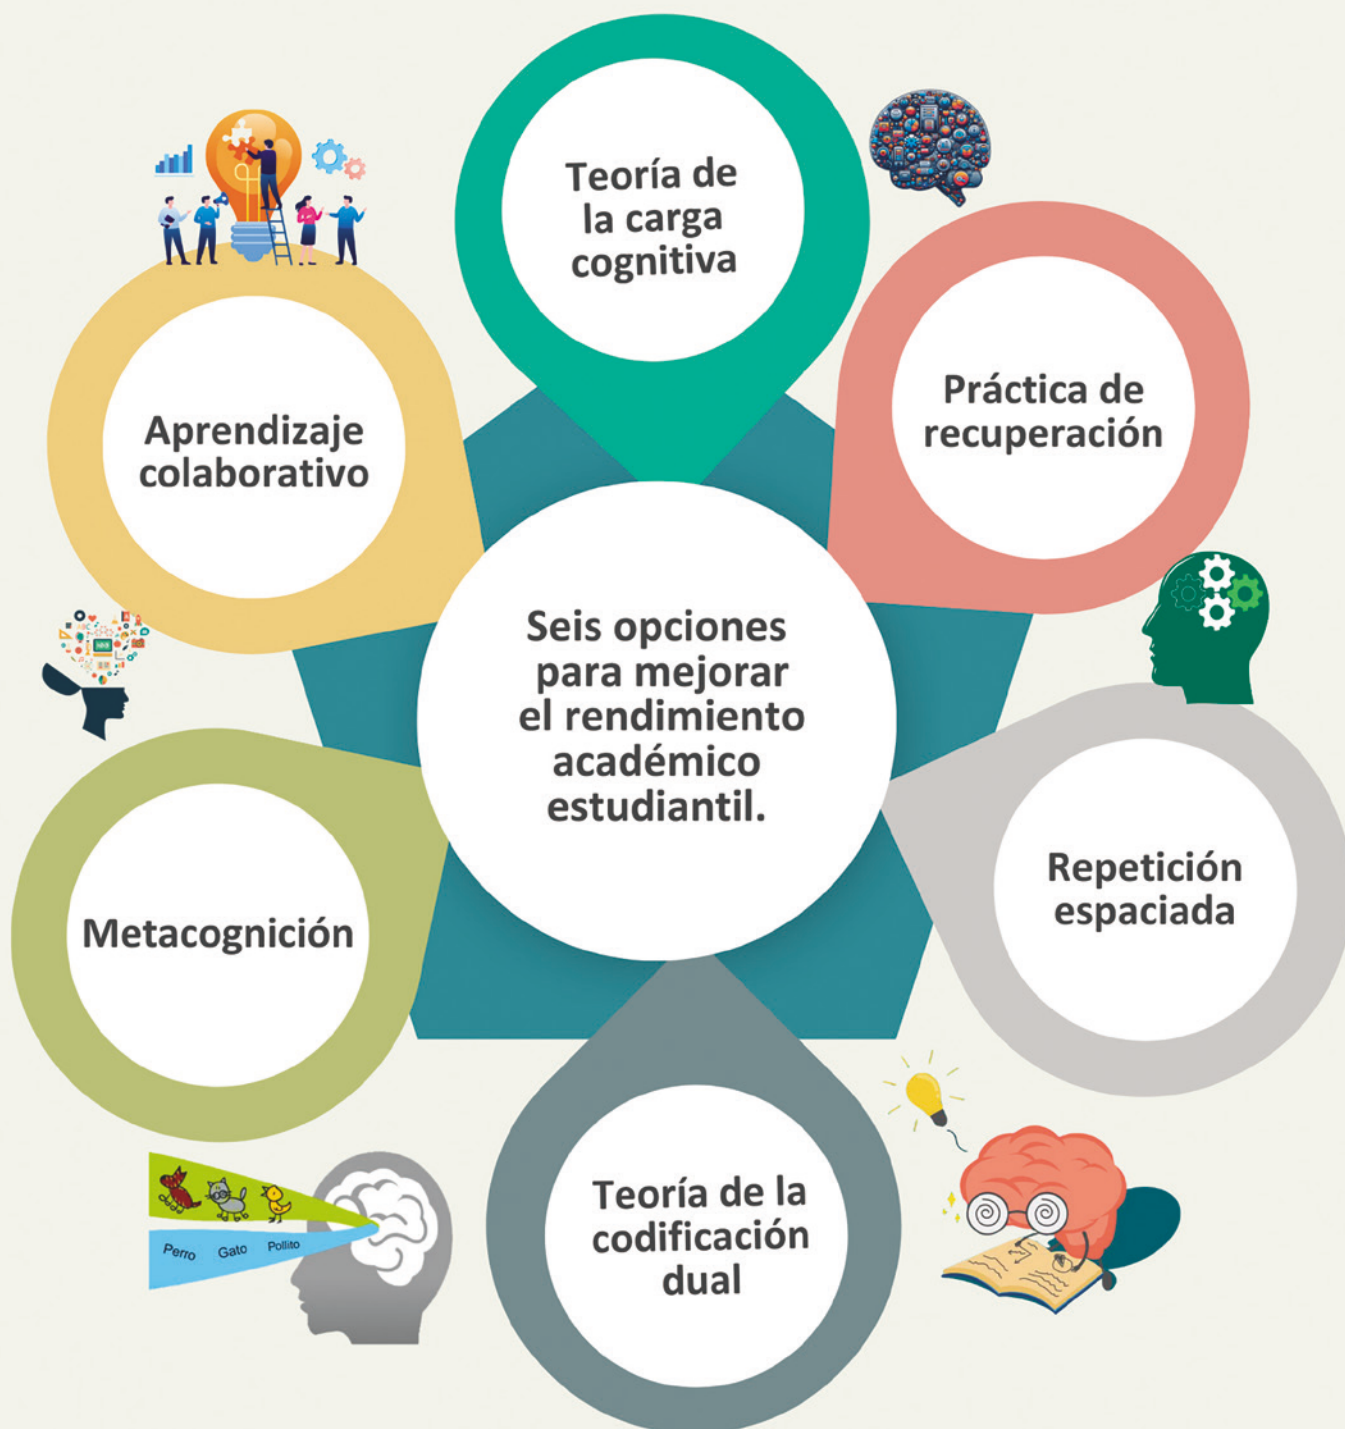 Teoría de
la carga
cognitiva
Práctica de
recuperación
Repetición
espaciada
Teoría de la
codificación
dual
Metacognición
Aprendizaje
colaborativo
Seis opciones
para mejorar
el rendimiento
académico
estudiantil.
Perro Gato Pollito